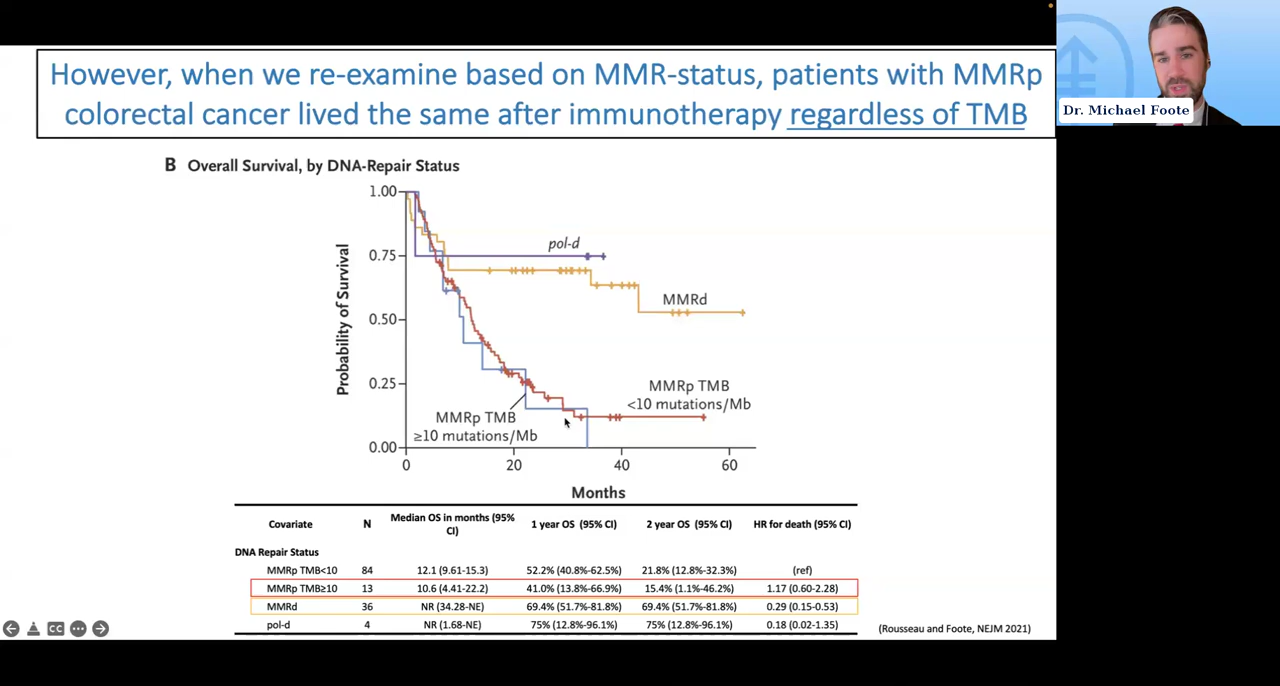 However, when we re-examine based on MMR-status, patients with MMRp
colorectal cancer lived the same after immunotherapy regardless of TMB
Dr. Michael Foote
B Overall Survival, by DNA-Repair Status
Probability of Survival
1.00
0.75
0.50
0.25
0.00
pol-d
MMRd
MMRp TMB
<10 mutations/Mb
MMRp TMB
≥10 mutations/Mb
0 20 40 60
Months
Covariate N Median OS in months (95% CI) 1 year OS (95% CI) 2 year OS (95% CI) HR for death (95% CI)
DNA Repair Status
MMRp TMB<10 84 12.1 (9.61-15.3) 52.2% (40.8%-62.5%) 21.8% (12.8%-32.3%) (ref)
MMRp TMB≥10 13 10.6 (4.41-22.2) 41.0% (13.8%-66.9%) 15.4% (1.1%-46.2%) 1.17 (0.60-2.28)
MMRd 36 NR (34.28-NE) 69.4% (51.7%-81.8%) 69.4% (51.7%-81.8%) 0.29 (0.15-0.53)
pol-d 4 NR (1.68-NE) 75% (12.8%-96.1%) 75% (12.8%-96.1%) 0.18 (0.02-1.35)
CC
(Rousseau and Foote, NEJM 2021)